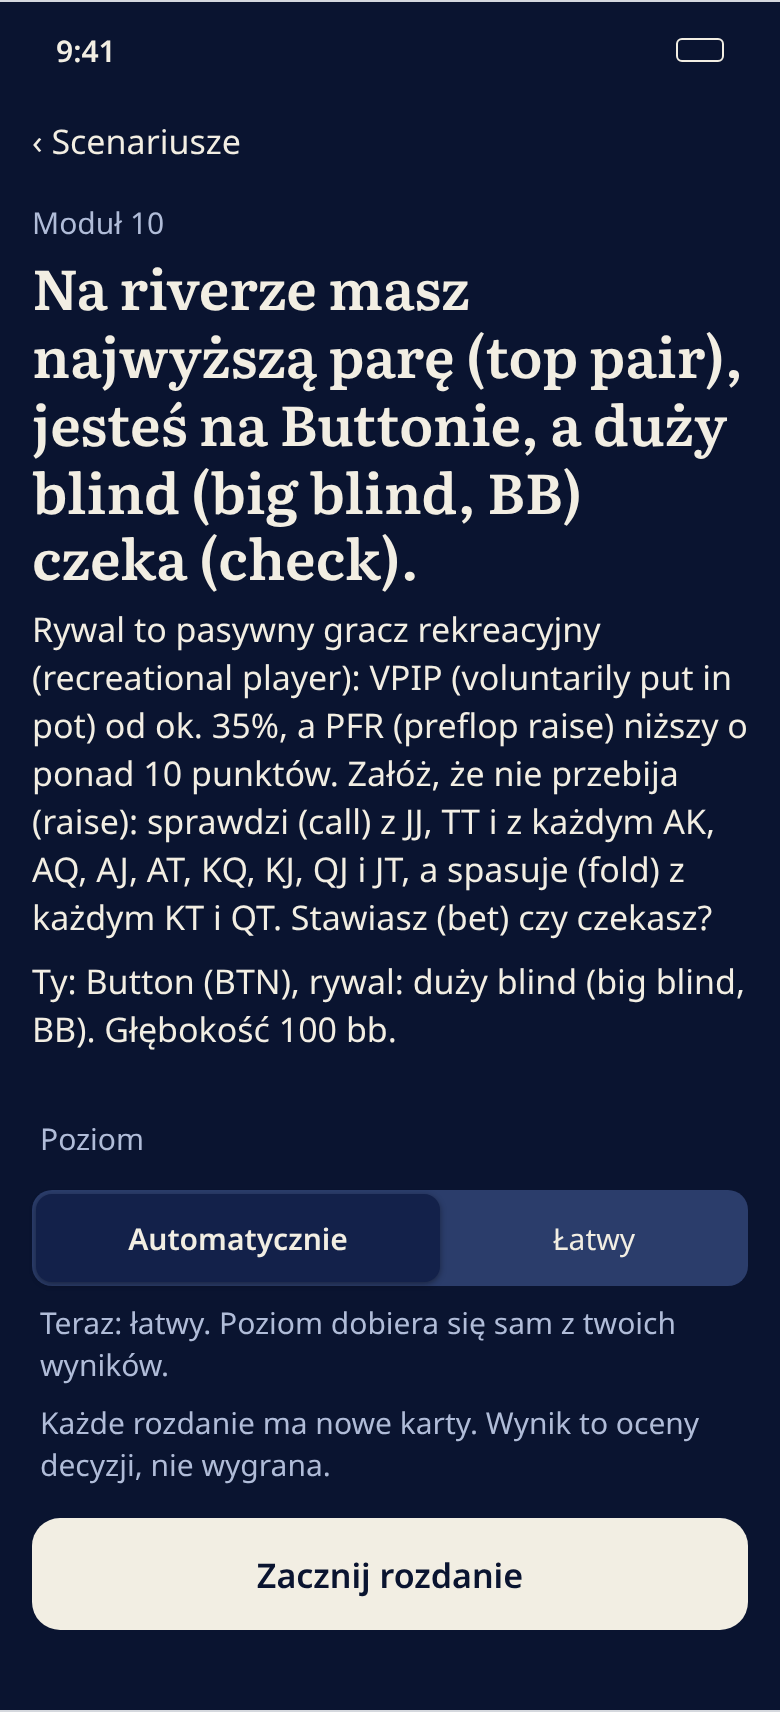 9:41
‹ Scenariusze
Moduł 10
Na riverze masz
najwyższą parę (top pair),
jesteś na Buttonie, a duży
blind (big blind, BB)
czeka (check).
Rywal to pasywny gracz rekreacyjny
(recreational player): VPIP (voluntarily put in
pot) od ok. 35%, a PFR (preflop raise) niższy o
ponad 10 punktów. Załóż, że nie przebija
(raise): sprawdzi (call) z JJ, TT i z każdym AK,
AQ, AJ, AT, KQ, KJ, QJ i JT, a spasuje (fold) z
każdym KT i QT. Stawiasz (bet) czy czekasz?
Ty: Button (BTN), rywal: duży blind (big blind,
BB). Głębokość 100 bb.
Poziom
Automatycznie
Łatwy
Teraz: łatwy. Poziom dobiera się sam z twoich
wyników.
Każde rozdanie ma nowe karty. Wynik to oceny
decyzji, nie wygrana.
Zacznij rozdanie